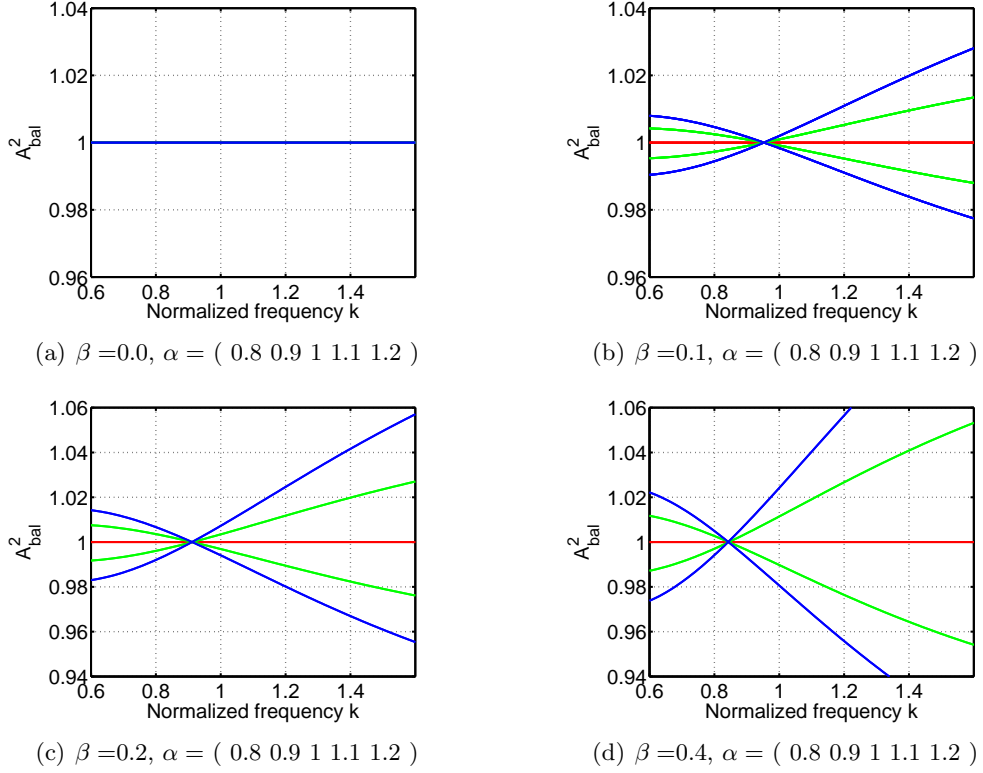 1.04
1.02
1
0.98
0.96
A²bal
0.6 0.8 1 1.2 1.4
Normalized frequency k
(a) β =0.0, α = ( 0.8 0.9 1 1.1 1.2 )
1.04
1.02
1
0.98
0.96
A²bal
0.6 0.8 1 1.2 1.4
Normalized frequency k
(b) β =0.1, α = ( 0.8 0.9 1 1.1 1.2 )
1.06
1.04
1.02
1
0.98
0.96
0.94
A²bal
0.6 0.8 1 1.2 1.4
Normalized frequency k
(c) β =0.2, α = ( 0.8 0.9 1 1.1 1.2 )
1.06
1.04
1.02
1
0.98
0.96
0.94
A²bal
0.6 0.8 1 1.2 1.4
Normalized frequency k
(d) β =0.4, α = ( 0.8 0.9 1 1.1 1.2 )